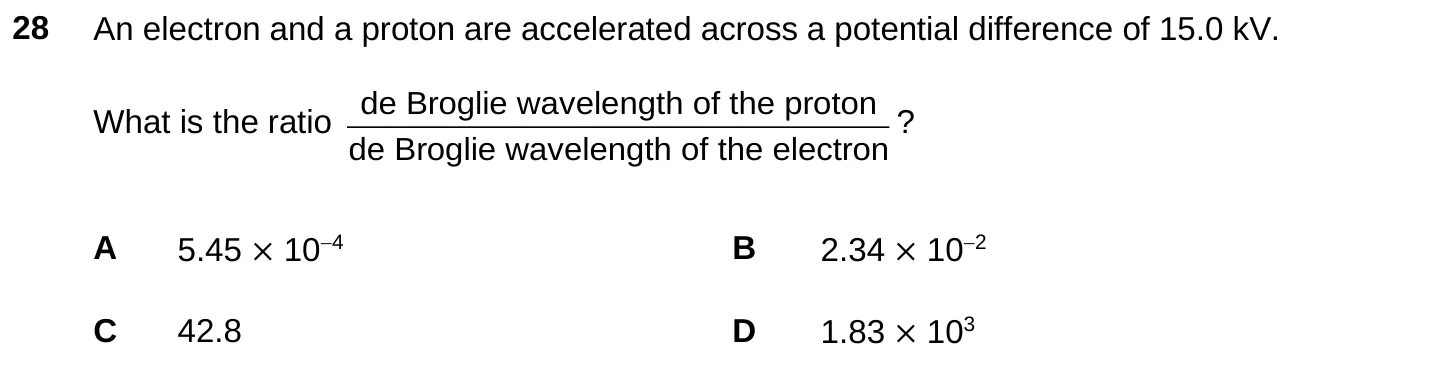 28 An electron and a proton are accelerated across a potential difference of 15.0 kV.
What is the ratio de Broglie wavelength of the proton / de Broglie wavelength of the electron ?
A 5.45 × 10⁻⁴ B 2.34 × 10⁻²
C 42.8 D 1.83 × 10³